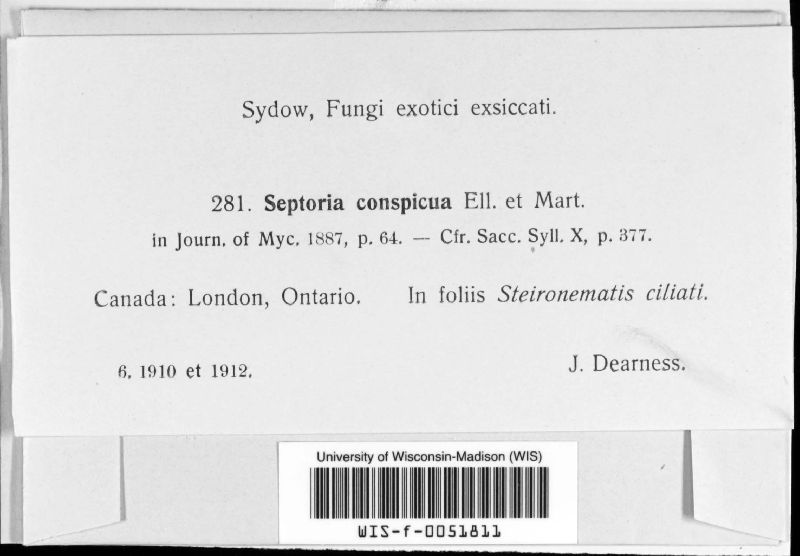 Sydow, Fungi exotici exsiccati.
281. Septoria conspicua Ell. et Mart.
in Journ. of Myc. 1887, p. 64. — Cfr. Sacc. Syll. X, p. 377.
Canada: London, Ontario. In foliis Steironematis ciliati.
6. 1910 et 1912.
J. Dearness.
University of Wisconsin-Madison (WIS)
WIS-f-0051811